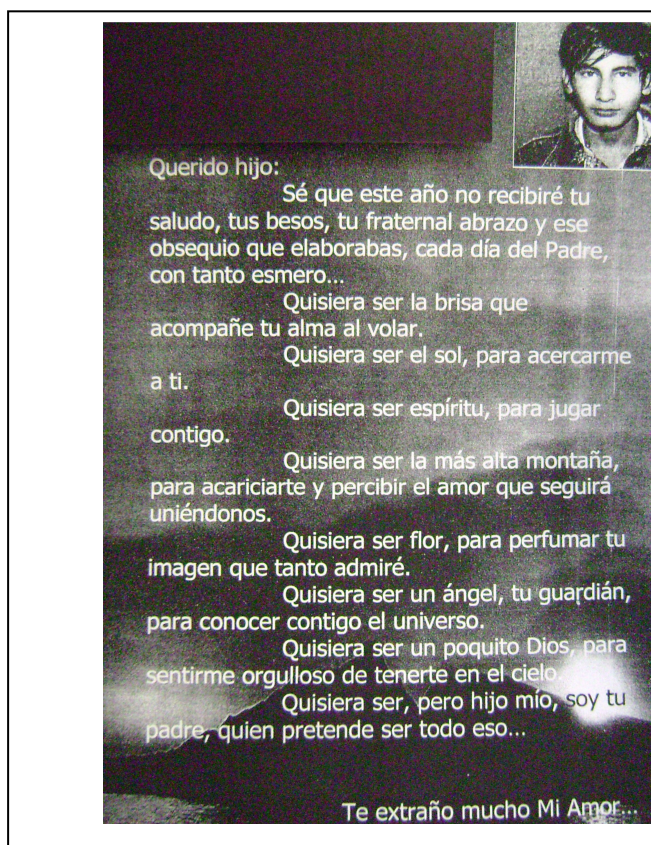 Querido hijo:
Sé que este año no recibiré tu
saludo, tus besos, tu fraternal abrazo y ese
obsequio que elaborabas, cada día del Padre,
con tanto esmero...
Quisiera ser la brisa que
acompañe tu alma al volar.
Quisiera ser el sol, para acercarme
a ti.
Quisiera ser espíritu, para jugar
contigo.
Quisiera ser la más alta montaña,
para acariciarte y percibir el amor que seguirá
uniéndonos.
Quisiera ser flor, para perfumar tu
imagen que tanto admiré.
Quisiera ser un ángel, tu guardián,
para conocer contigo el universo.
Quisiera ser un poquito Dios, para
sentirme orgulloso de tenerte en el cielo.
Quisiera ser, pero hijo mío, soy tu
padre, quien pretende ser todo eso...
Te extraño mucho Mi Amor...